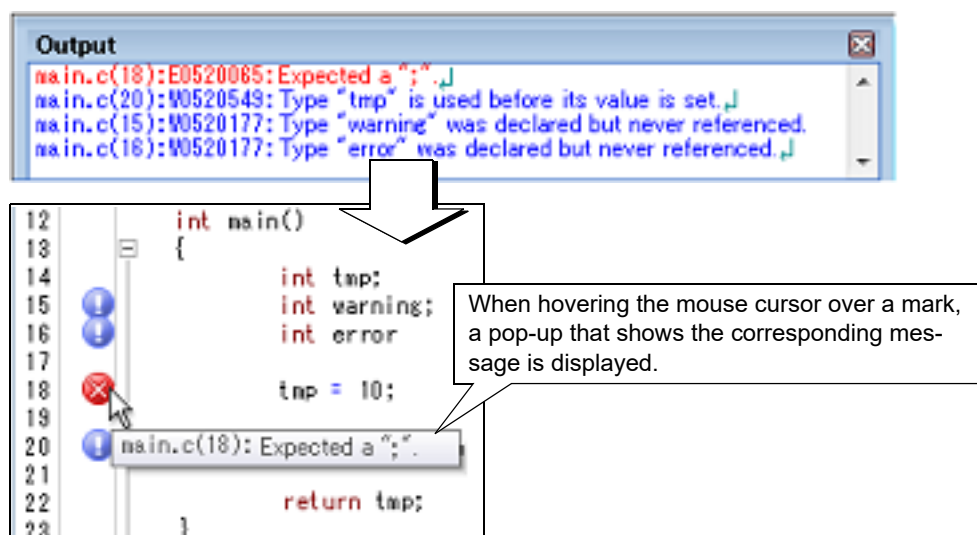 Output
main.c(18):E0520065:Expected a ";".
main.c(20):W0520549:Type "tmp" is used before its value is set.
main.c(15):W0520177:Type "warning" was declared but never referenced.
main.c(16):W0520177:Type "error" was declared but never referenced.
12 int main()
13 {
14 int tmp;
15 int warning;
16 int error
17
18 tmp = 10;
19
20
21
22 return tmp;
23 }
When hovering the mouse cursor over a mark,
a pop-up that shows the corresponding mes-
sage is displayed.
main.c(18): Expected a ";".